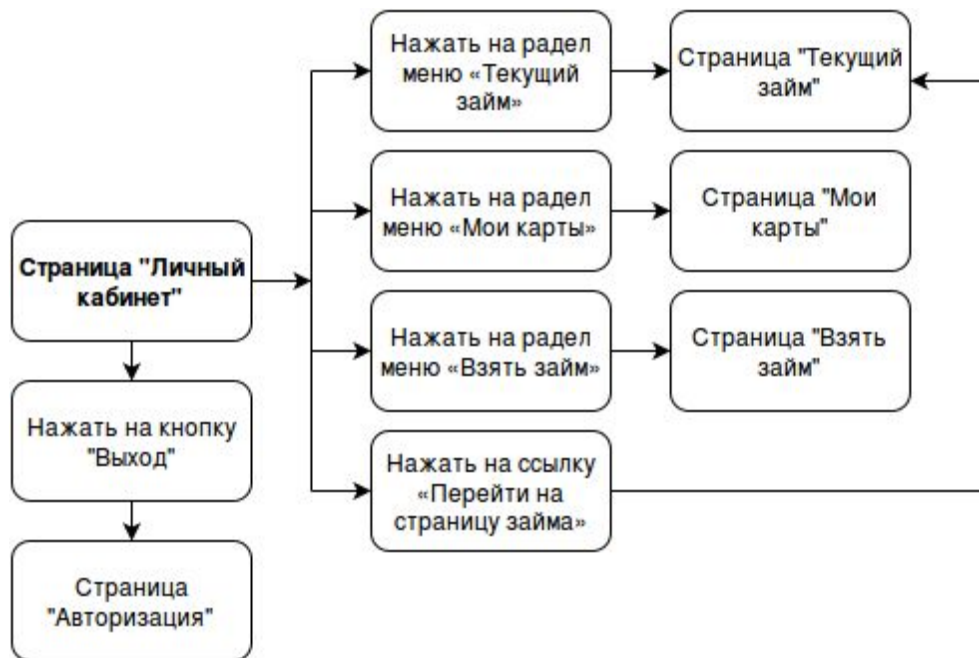 Нажать на радел
меню «Текущий
займ»
Страница "Текущий
займ"
Нажать на радел
меню «Мои карты»
Страница "Мои
карты"
Страница "Личный
кабинет"
Нажать на радел
меню «Взять займ»
Страница "Взять
займ"
Нажать на кнопку
"Выход"
Нажать на ссылку
«Перейти на
страницу займа»
Страница
"Авторизация"